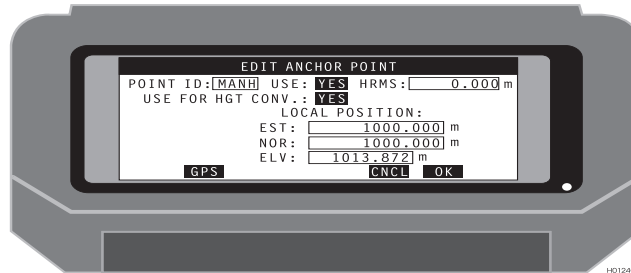 EDIT ANCHOR POINT
POINT ID: MANH USE: YES HRMS: 0.000 m
USE FOR HGT CONV.: YES
LOCAL POSITION:
EST: 1000.000 m
NOR: 1000.000 m
ELV: 1013.872 m
GPS CNCL OK
H0124